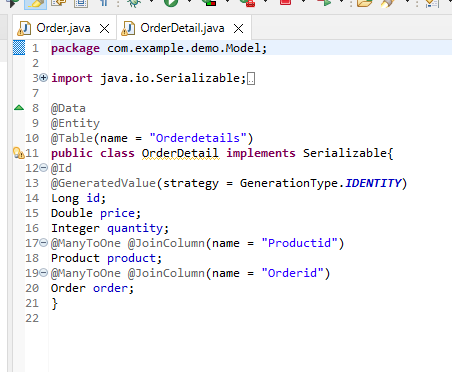 Order.java
OrderDetail.java
1 package com.example.demo.Model;
2
3 import java.io.Serializable;
7
8 @Data
9 @Entity
10 @Table(name = "Orderdetails")
11 public class OrderDetail implements Serializable{
12 @Id
13 @GeneratedValue(strategy = GenerationType.IDENTITY)
14 Long id;
15 Double price;
16 Integer quantity;
17 @ManyToOne @JoinColumn(name = "Productid")
18 Product product;
19 @ManyToOne @JoinColumn(name = "Orderid")
20 Order order;
21 }
22